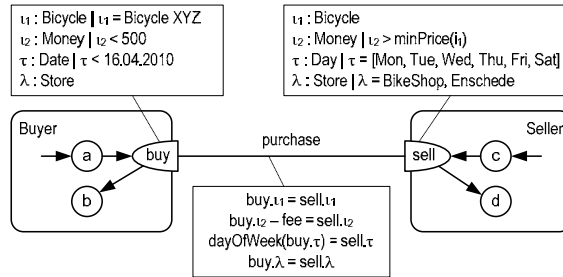 ι₁ : Bicycle | ι₁ = Bicycle XYZ
ι₂ : Money | ι₂ < 500
τ : Date | τ < 16.04.2010
λ : Store
ι₁ : Bicycle
ι₂ : Money | ι₂ > minPrice(i₁)
τ : Day | τ = [Mon, Tue, Wed, Thu, Fri, Sat]
λ : Store | λ = BikeShop, Enschede
Buyer
a
buy
b
purchase
Seller
sell
c
d
buy.ι₁ = sell.ι₁
buy.ι₂ – fee = sell.ι₂
dayOfWeek(buy.τ) = sell.τ
buy.λ = sell.λ